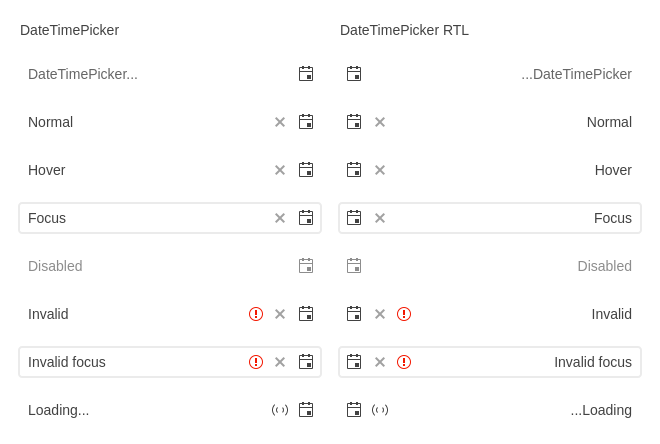 DateTimePicker
DateTimePicker RTL
DateTimePicker...
...DateTimePicker
Normal
Normal
Hover
Hover
Focus
Focus
Disabled
Disabled
Invalid
Invalid
Invalid focus
Invalid focus
Loading...
...Loading